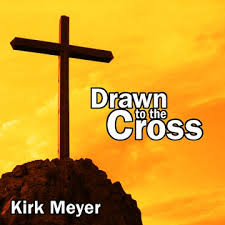 Drawn
to the
Cross
Kirk Meyer